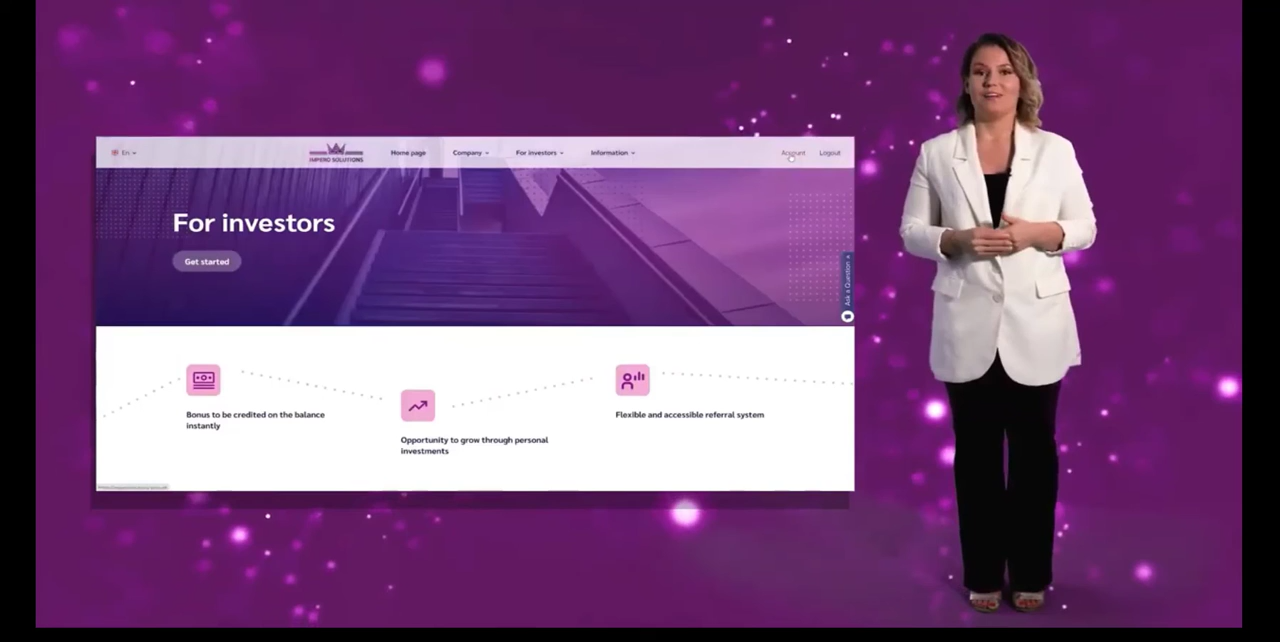 En
IMPERO SOLUTIONS
Home page
Company
For investors
Information
Account
Logout
For investors
Get started
Ask a Question
Bonus to be credited on the balance
instantly
Opportunity to grow through personal
investments
Flexible and accessible referral system